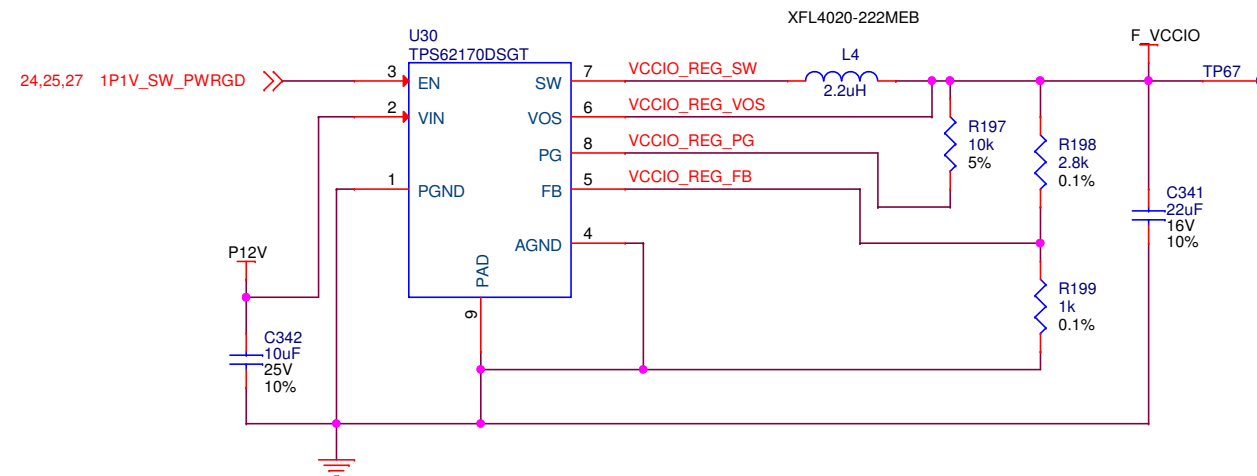 XFL4020-222MEB
U30
TPS62170DSGT
F_VCCIO
24,25,27 1P1V_SW_PWRGD
3 EN
SW 7 VCCIO_REG_SW
L4
2.2uH
TP67
2 VIN
VOS 6 VCCIO_REG_VOS
PG 8 VCCIO_REG_PG
R197
10k
5%
R198
2.8k
0.1%
1 PGND
FB 5 VCCIO_REG_FB
C341
22uF
16V
10%
AGND 4
P12V
PAD
9
R199
1k
0.1%
C342
10uF
25V
10%